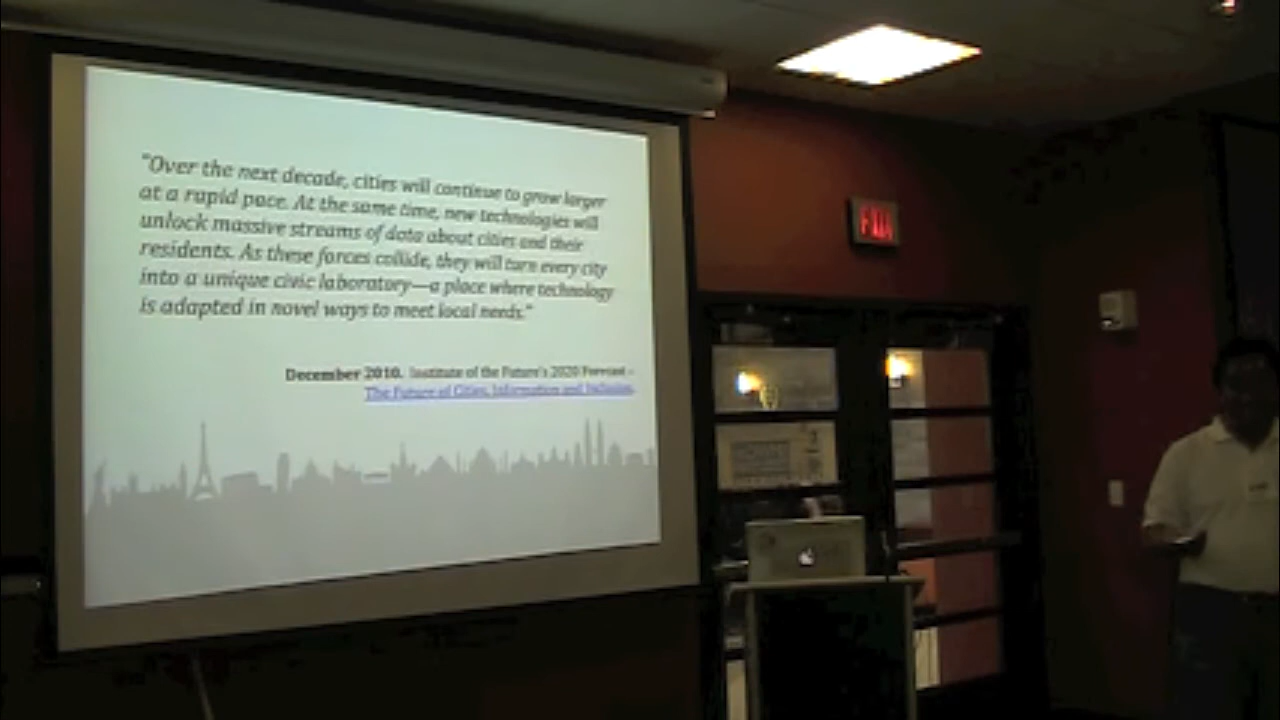 "Over the next decade, cities will continue to grow larger
at a rapid pace. At the same time, new technologies will
unlock massive streams of data about cities and their
residents. As these forces collide, they will turn every city
into a unique civic laboratory—a place where technology
is adapted in novel ways to meet local needs."
December 2010. Institute of the Future's 2020 Forecast -
The Future of Cities, Information and Inclusion.
EXIT